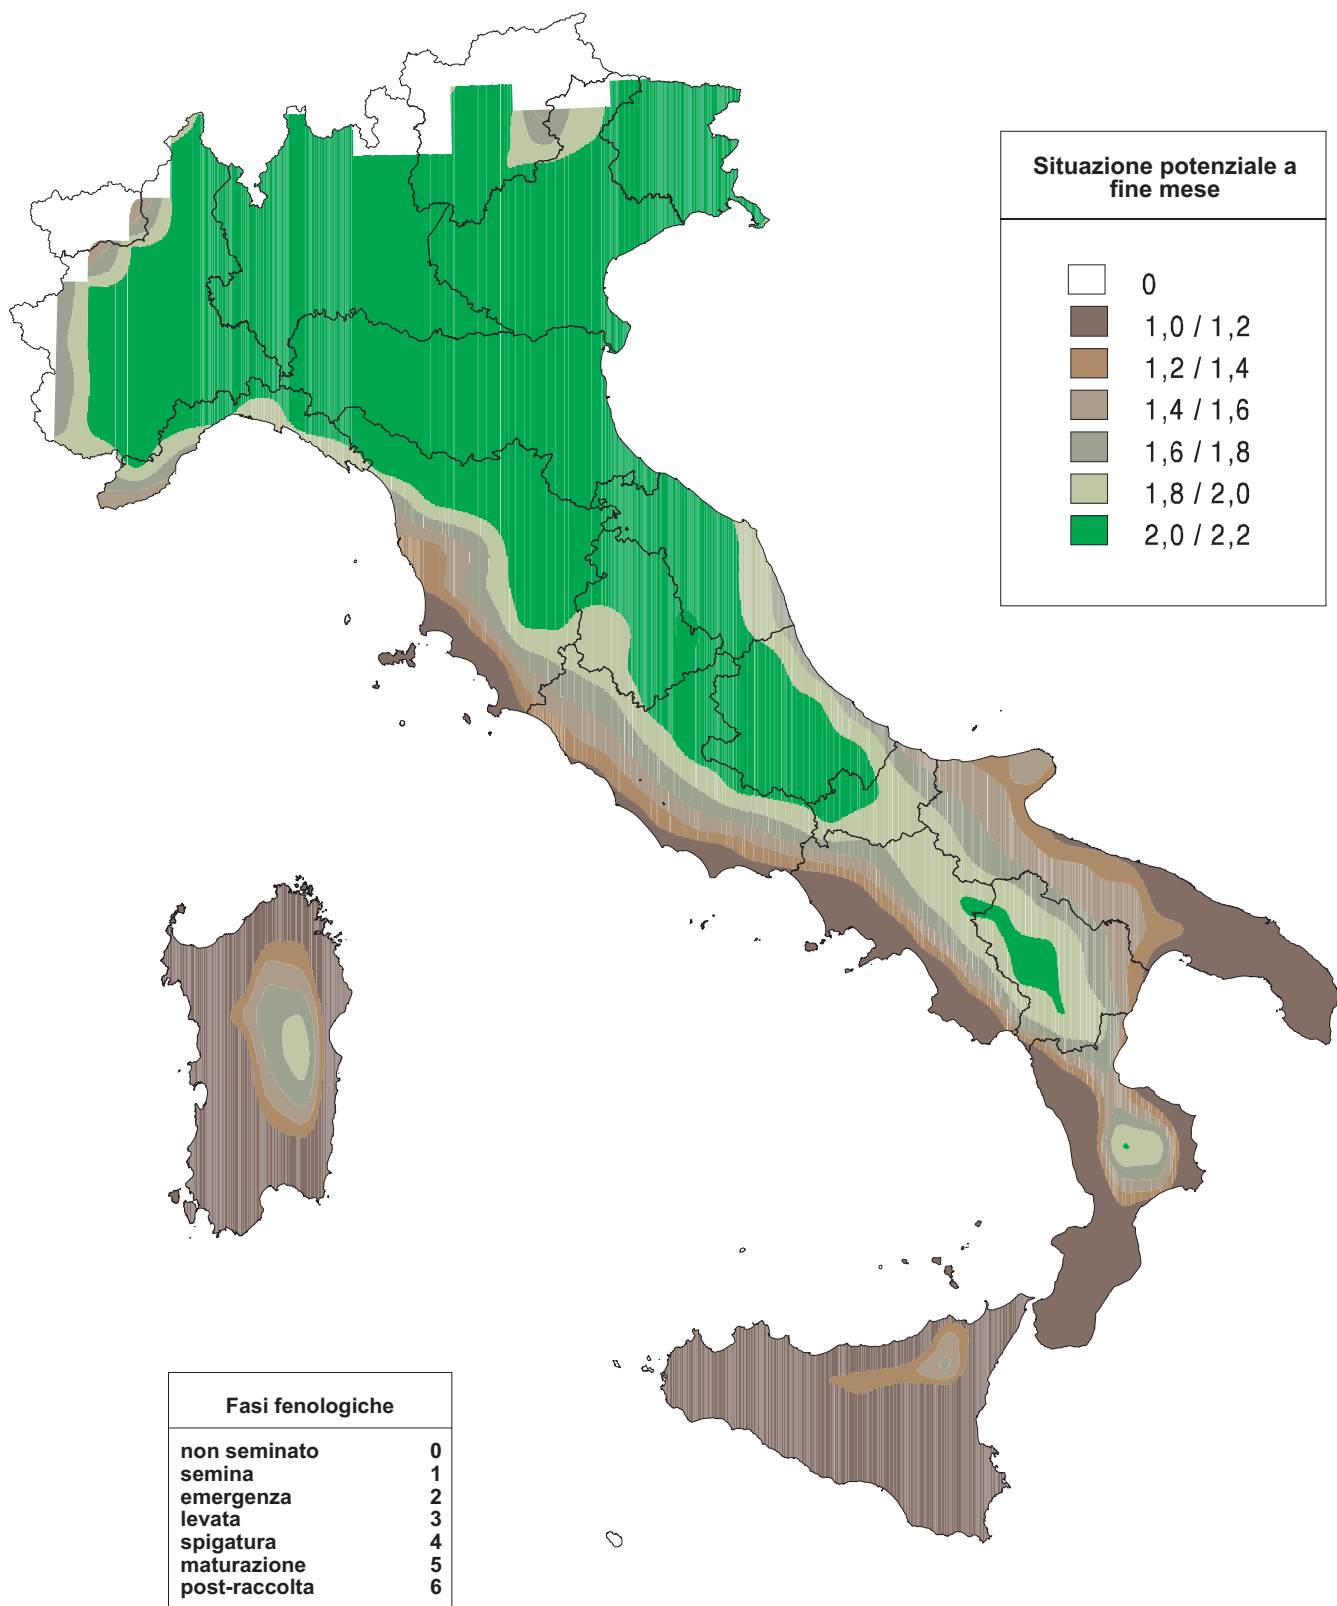 Situazione potenziale a
fine mese
0
1,0 / 1,2
1,2 / 1,4
1,4 / 1,6
1,6 / 1,8
1,8 / 2,0
2,0 / 2,2
Fasi fenologiche
non seminato 0
semina 1
emergenza 2
levata 3
spigatura 4
maturazione 5
post-raccolta 6